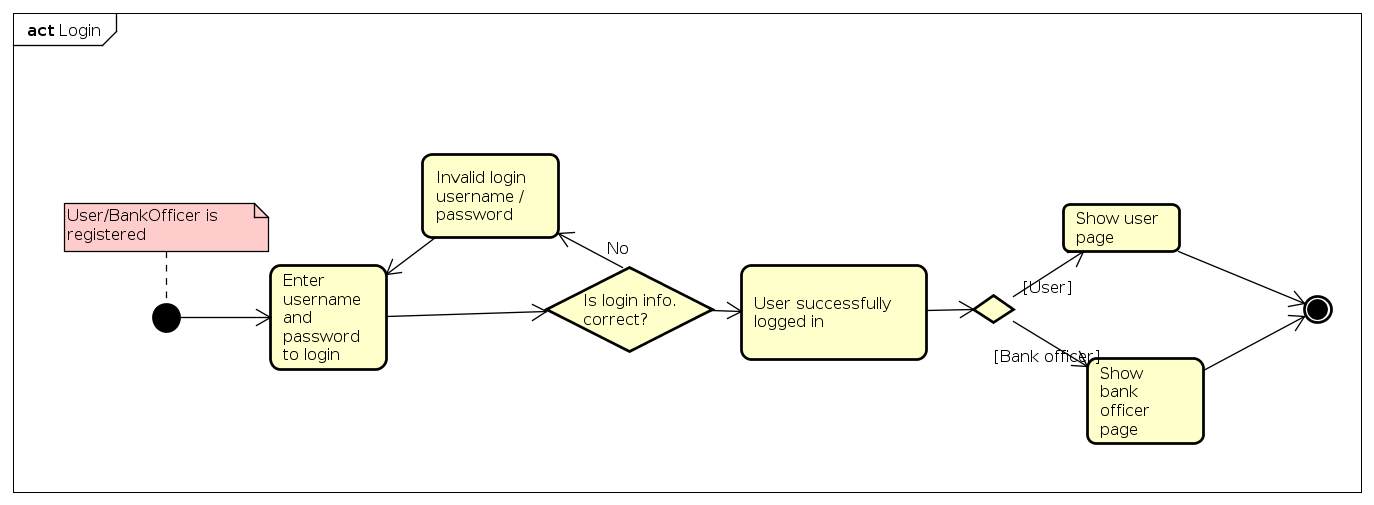 act Login
User/BankOfficer is
registered
Enter
username
and
password
to login
Invalid login
username /
password
No
Is login info.
correct?
User successfully
logged in
[User]
[Bank officer]
Show user
page
Show
bank
officer
page